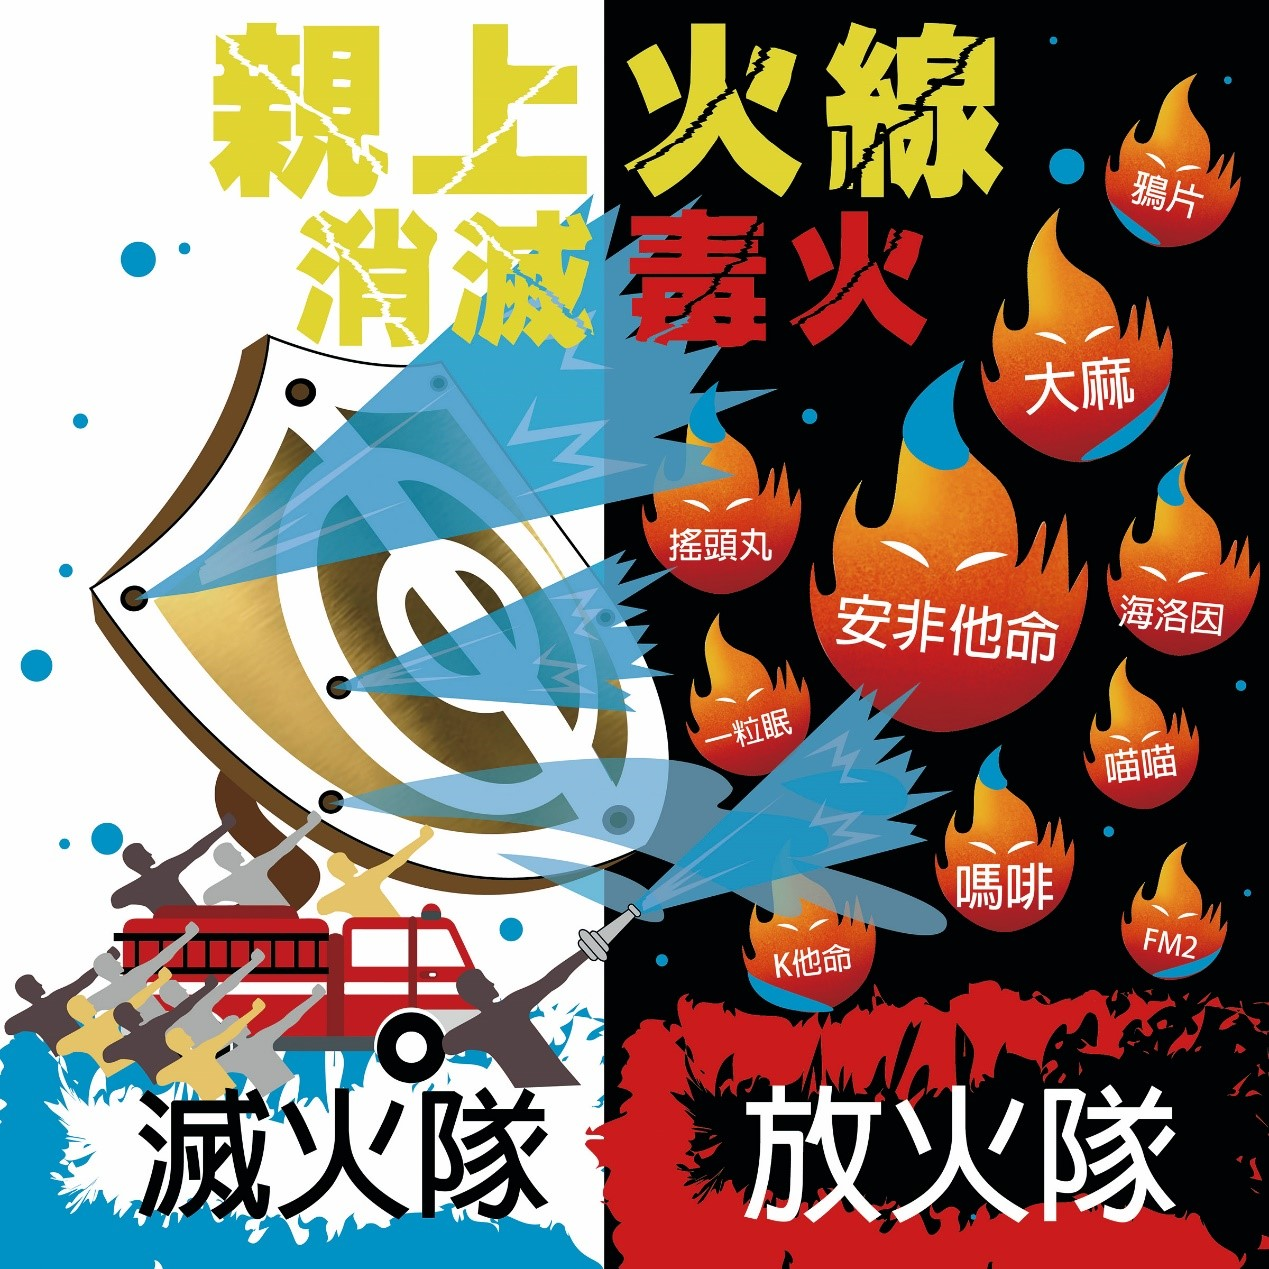 親上火線
消滅毒火
鴉片
大麻
搖頭丸
安非他命
海洛因
一粒眠
喵喵
嗎啡
K他命
FM2
滅火隊
放火隊